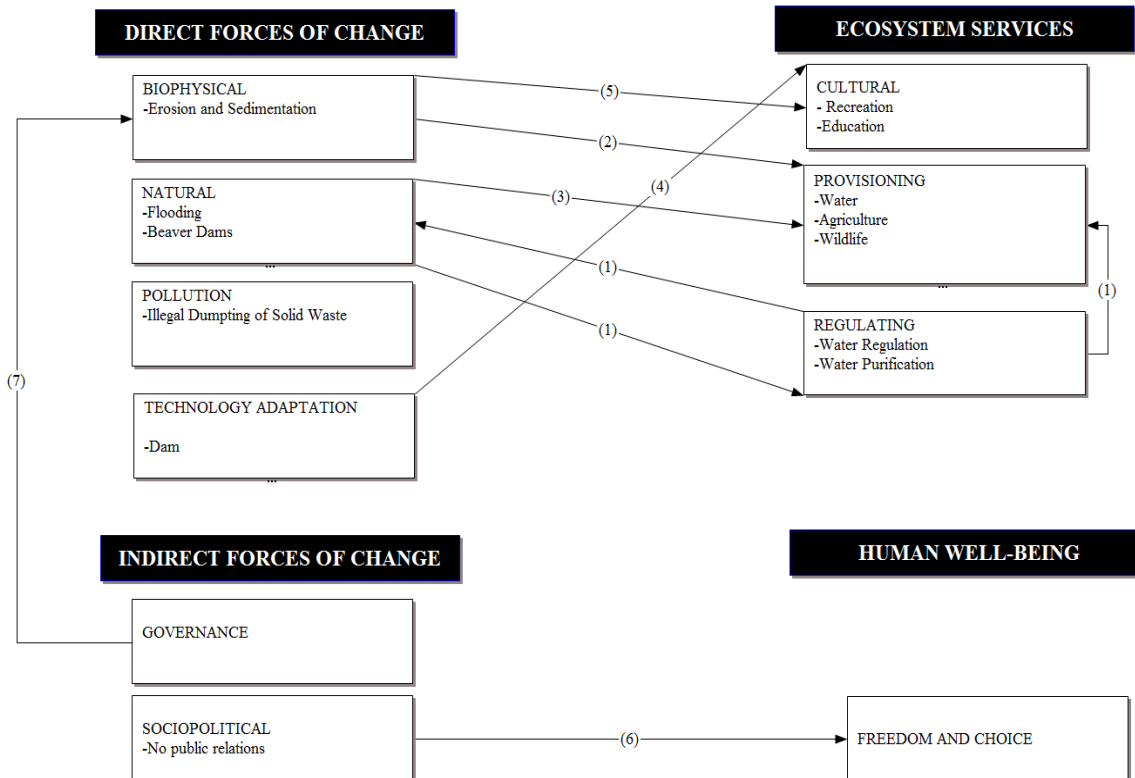 DIRECT FORCES OF CHANGE
ECOSYSTEM SERVICES
BIOPHYSICAL
-Erosion and Sedimentation
(5)
CULTURAL
- Recreation
-Education
(2)
NATURAL
-Flooding
-Beaver Dams
...
(3)
(4)
PROVISIONING
-Water
-Agriculture
-Wildlife
...
(1)
(1)
POLLUTION
-Illegal Dumpting of Solid Waste
(1)
REGULATING
-Water Regulation
-Water Purification
(7)
TECHNOLOGY ADAPTATION
-Dam
...
INDIRECT FORCES OF CHANGE
HUMAN WELL-BEING
GOVERNANCE
SOCIOPOLITICAL
-No public relations
(6)
FREEDOM AND CHOICE